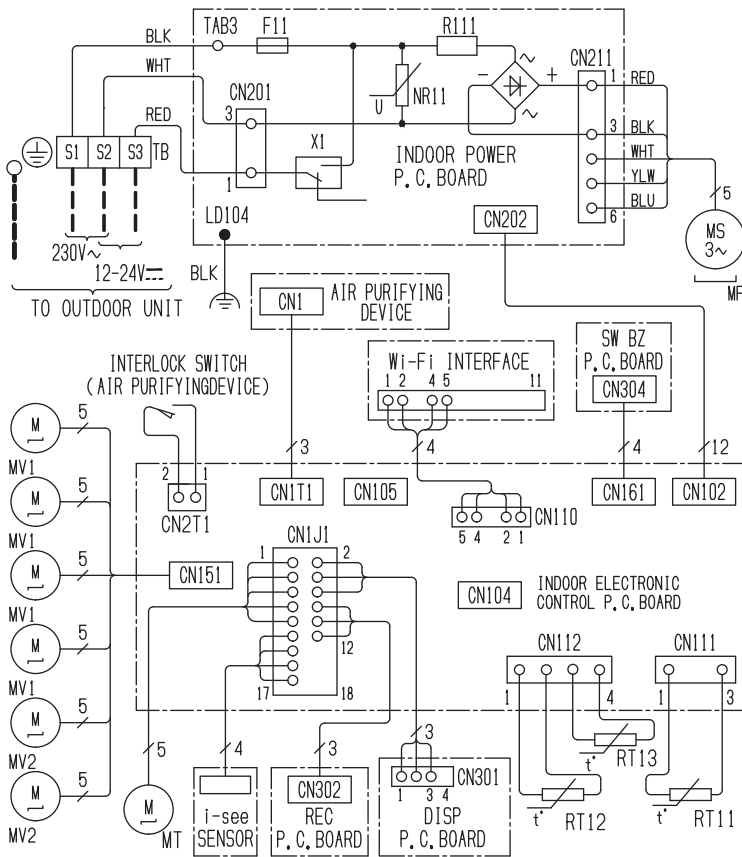 BLK
TAB3
F11
R111
WHT
CN211
CN201
~
-
+
1
RED
RED
3
U
NR11
3
BLK
X1
S1
S2
S3
TB
INDOOR POWER
P.C.BOARD
WHT
YLW
1
BLU
6
5
LD104
CN202
MS
3~
MF
230V~
12-24V⎓
BLK
TO OUTDOOR UNIT
CN1
AIR PURIFYING
DEVICE
SW BZ
P.C.BOARD
CN304
INTERLOCK SWITCH
(AIR PURIFYINGDEVICE)
Wi-Fi INTERFACE
1 2 4 5 11
M
5
MV1
3
4
4
12
2 1
CN2T1
CN1T1
CN105
CN110
5 4 2 1
CN161
CN102
M
5
MV1
CN1J1
1 2
12
17 18
CN151
CN104
INDOOR ELECTRONIC
CONTROL P.C.BOARD
M
5
MV1
M
5
MV1
CN112
1 4
CN111
1 3
M
5
MV2
M
5
MV2
5
4
3
3
RT13
t°
M
MT
i-see
SENSOR
CN302
REC
P.C.BOARD
CN301
1 3 4
DISP
P.C.BOARD
t°
RT12
t°
RT11